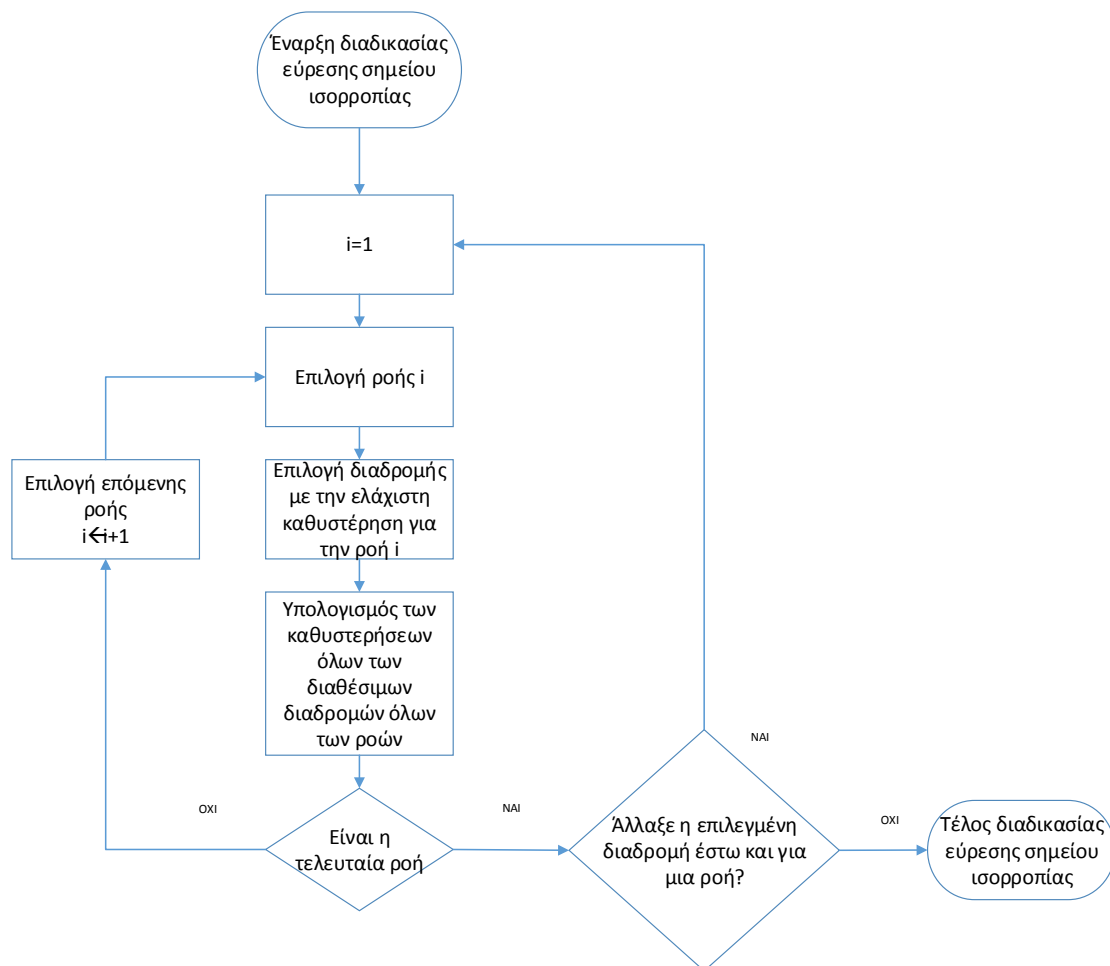 Έναρξη διαδικασίας
εύρεσης σημείου
ισορροπίας
i=1
Επιλογή ροής i
Επιλογή επόμενης
ροής
i←i+1
Επιλογή διαδρομής
με την ελάχιστη
καθυστέρηση για
την ροή i
Υπολογισμός των
καθυστερήσεων
όλων των
διαθέσιμων
διαδρομών όλων
των ροών
ΟΧΙ
Είναι η
τελευταία ροή
ΝΑΙ
ΝΑΙ
Άλλαξε η επιλεγμένη
διαδρομή έστω και για
μια ροή?
ΟΧΙ
Τέλος διαδικασίας
εύρεσης σημείου
ισορροπίας